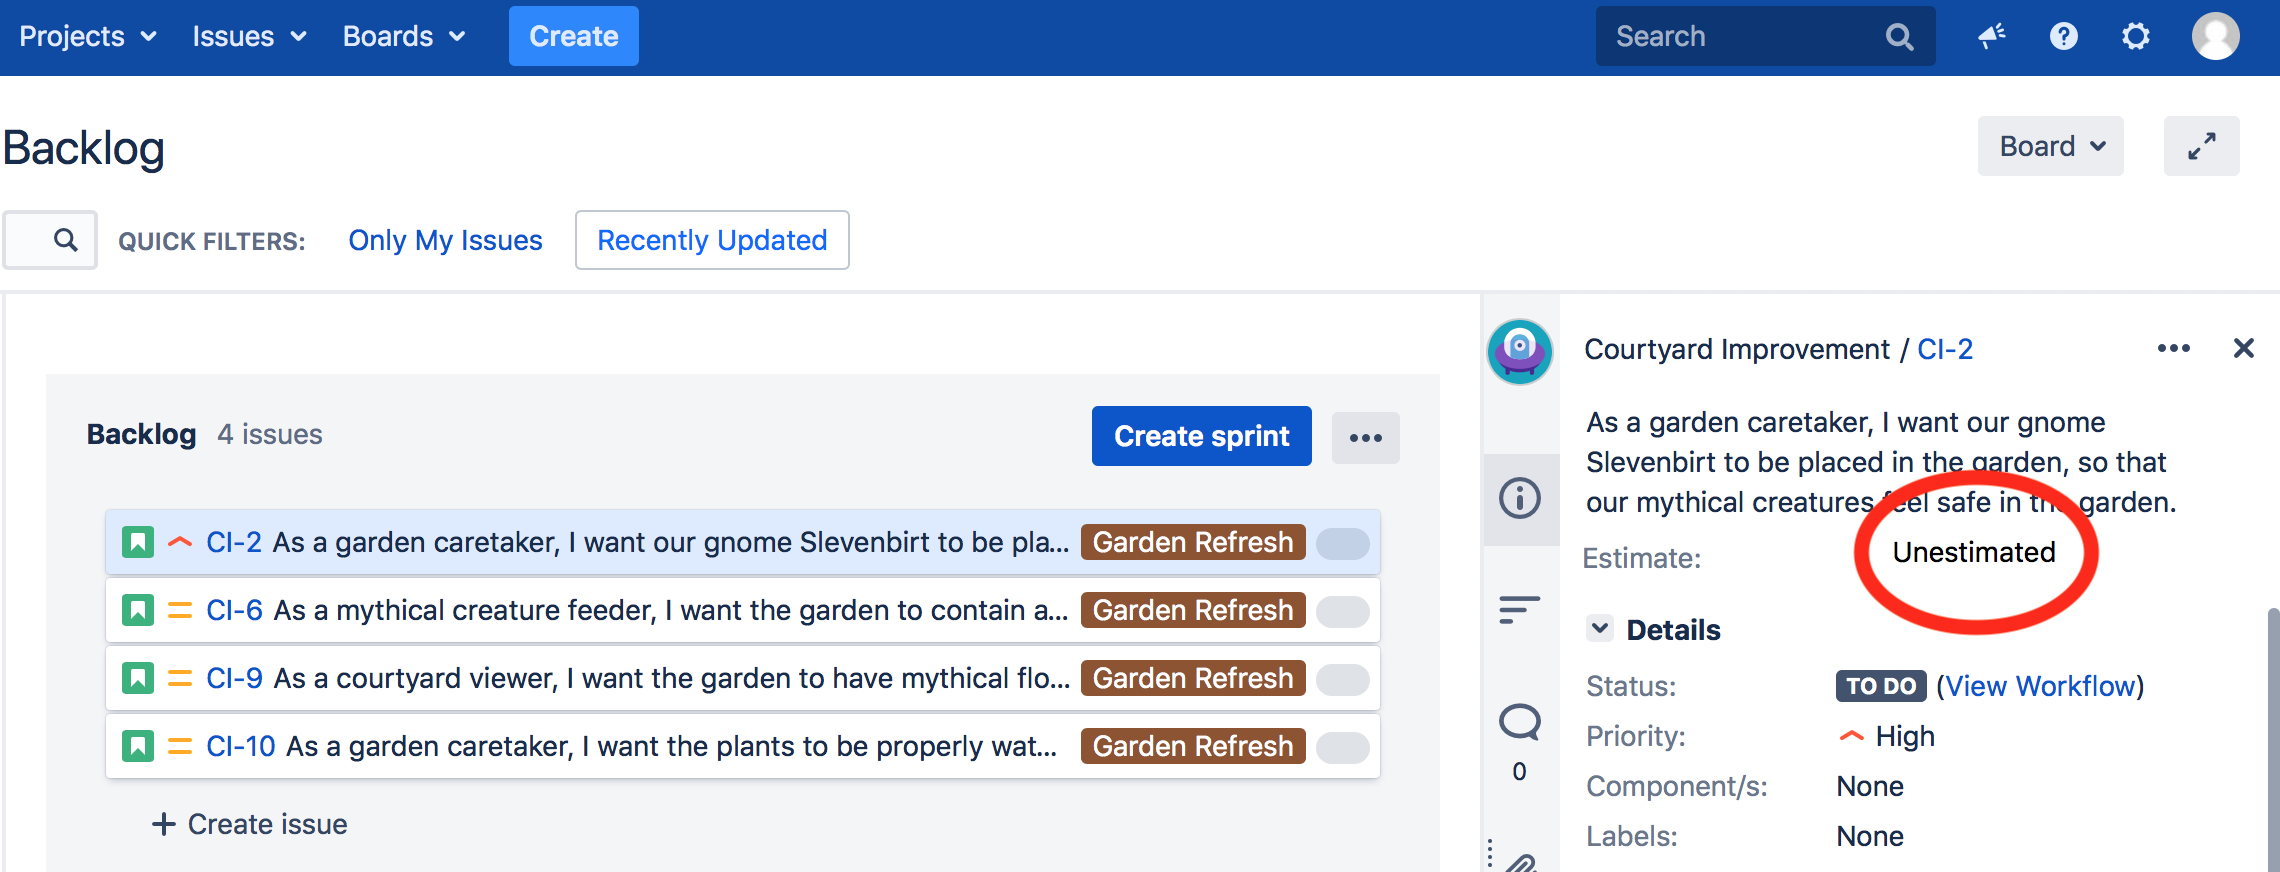 Projects Issues Boards Create Search
Backlog
Board
QUICK FILTERS: Only My Issues Recently Updated
Backlog 4 issues Create sprint
CI-2 As a garden caretaker, I want our gnome Slevenbirt to be pla... Garden Refresh
CI-6 As a mythical creature feeder, I want the garden to contain a... Garden Refresh
CI-9 As a courtyard viewer, I want the garden to have mythical flo... Garden Refresh
CI-10 As a garden caretaker, I want the plants to be properly wat... Garden Refresh
+ Create issue
0
Courtyard Improvement / CI-2
As a garden caretaker, I want our gnome
Slevenbirt to be placed in the garden, so that
our mythical creatures feel safe in the garden.
Estimate: Unestimated
Details
Status: TO DO (View Workflow)
Priority: High
Component/s: None
Labels: None